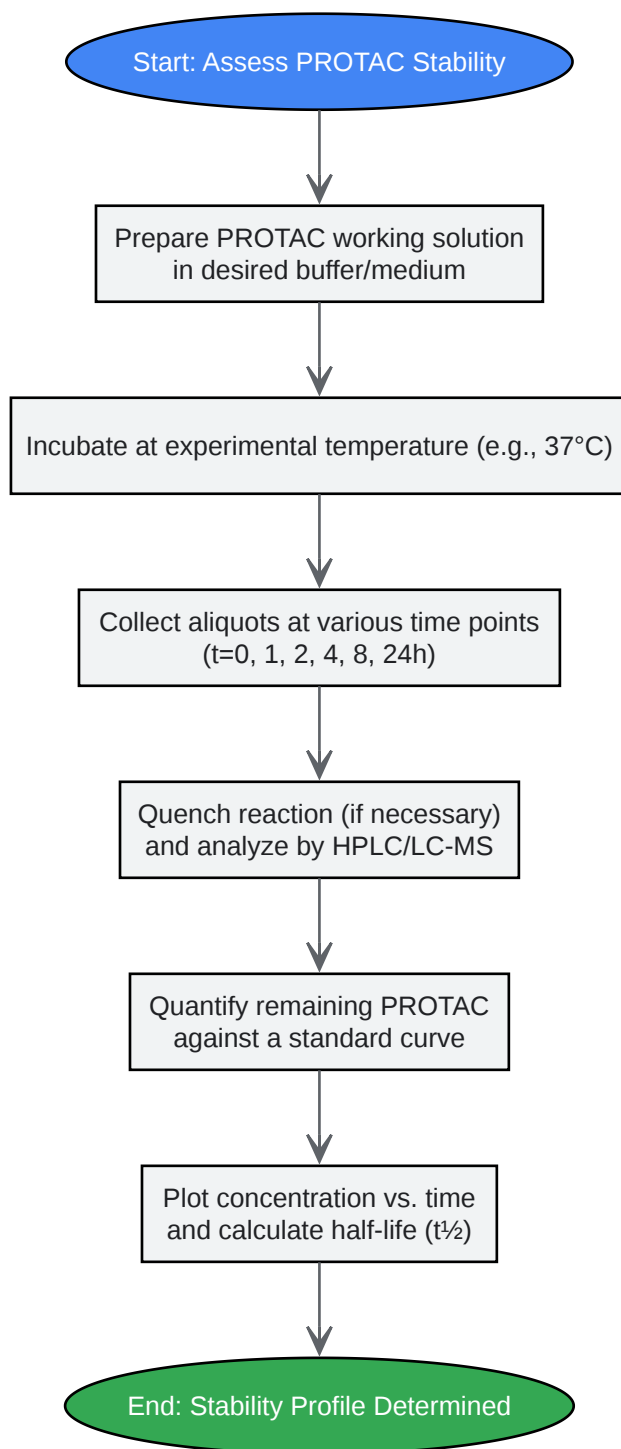 Start: Assess PROTAC Stability
Prepare PROTAC working solution
in desired buffer/medium
Incubate at experimental temperature (e.g., 37°C)
Collect aliquots at various time points
(t=0, 1, 2, 4, 8, 24h)
Quench reaction (if necessary)
and analyze by HPLC/LC-MS
Quantify remaining PROTAC
against a standard curve
Plot concentration vs. time
and calculate half-life (t½)
End: Stability Profile Determined